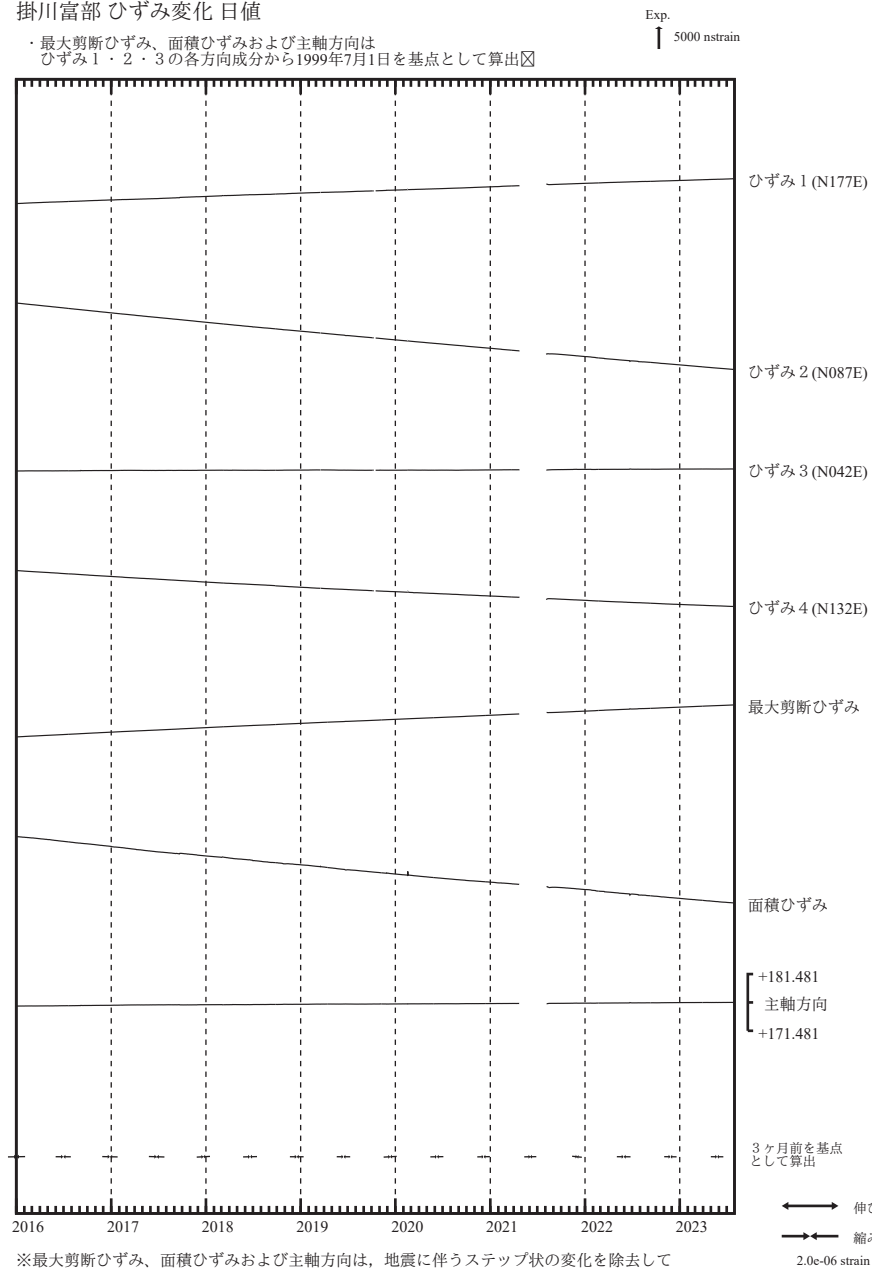 掛川富部 ひずみ変化 日値
Exp.
5000 nstrain
・最大剪断ひずみ、面積ひずみおよび主軸方向は
ひずみ１・２・３の各方向成分から1999年7月1日を基点として算出
ひずみ１(N177E)
ひずみ２(N087E)
ひずみ３(N042E)
ひずみ４(N132E)
最大剪断ひずみ
面積ひずみ
+181.481
主軸方向
+171.481
３ヶ月前を基点
として算出
伸び
縮み
2.0e-06 strain
2016 2017 2018 2019 2020 2021 2022 2023
※最大剪断ひずみ、面積ひずみおよび主軸方向は，地震に伴うステップ状の変化を除去して